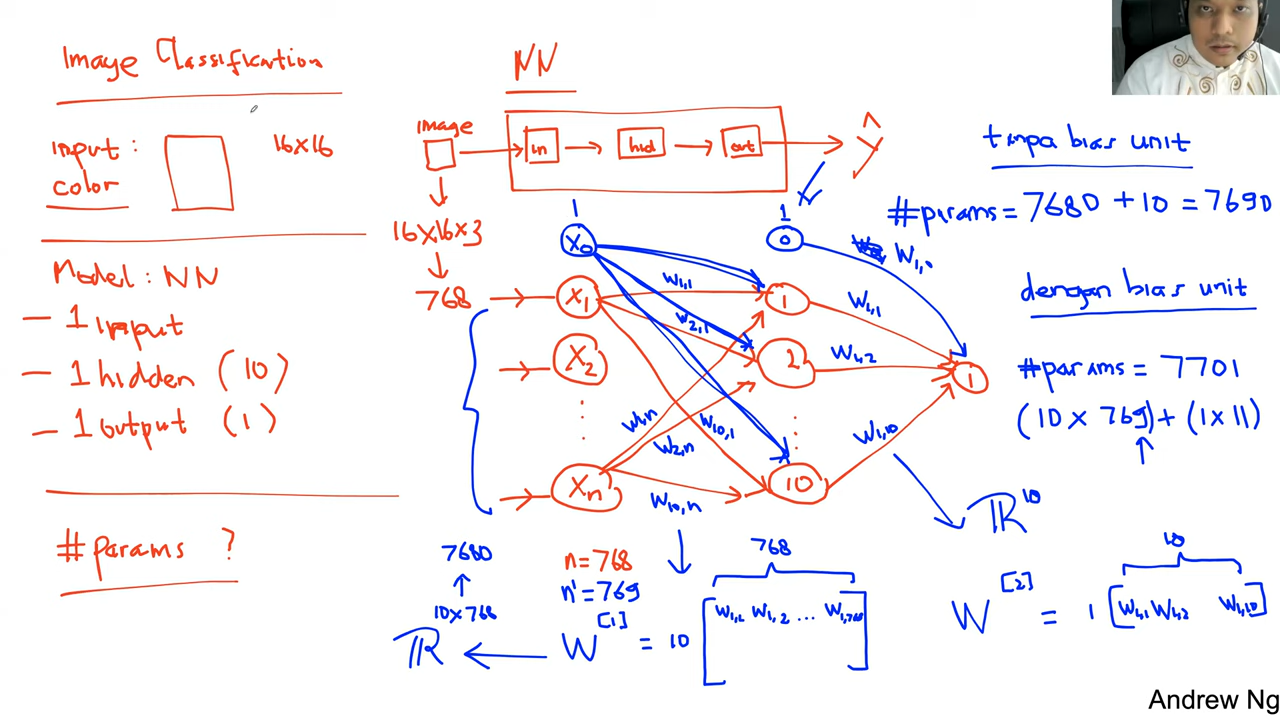 Image Classification
input :
color
16x16
Model : NN
– 1 input
– 1 hidden (10)
– 1 output (1)
#params ?
NN
image
in
hid
out
ŷ
16x16x3
768
1
X₀
X₁
X₂
⋮
Xₙ
1
0
1
2
⋮
10
1
W₁,₁
W₂,₁
W₁,n
W₂,n
W₁₀,₁
W₁₀,n
W₁,₀
W₁,₁
W₁,₂
W₁,₁₀
tanpa bias unit
#params = 7680 + 10 = 7690
dengan bias unit
#params = 7701
(10 x 769) + (1x11)
ℝ¹⁰
7680
10x768
ℝ
n = 768
n' = 769
768
W[1] = 10 [W₁,₁ W₁,₂ ... W₁,₇₆₈]
10
W[2] = 1 [W₁,₁ W₁,₂ W₁,₁₀]
Andrew Ng